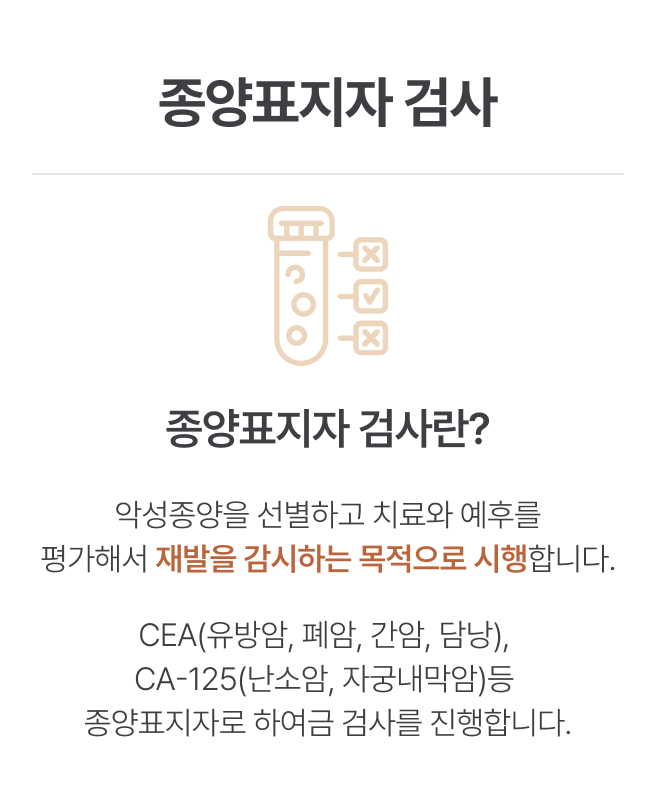 종양표지자 검사
종양표지자 검사란?
악성종양을 선별하고 치료와 예후를
평가해서 재발을 감시하는 목적으로 시행합니다.
CEA(유방암, 폐암, 간암, 담낭),
CA-125(난소암, 자궁내막암)등
종양표지자로 하여금 검사를 진행합니다.